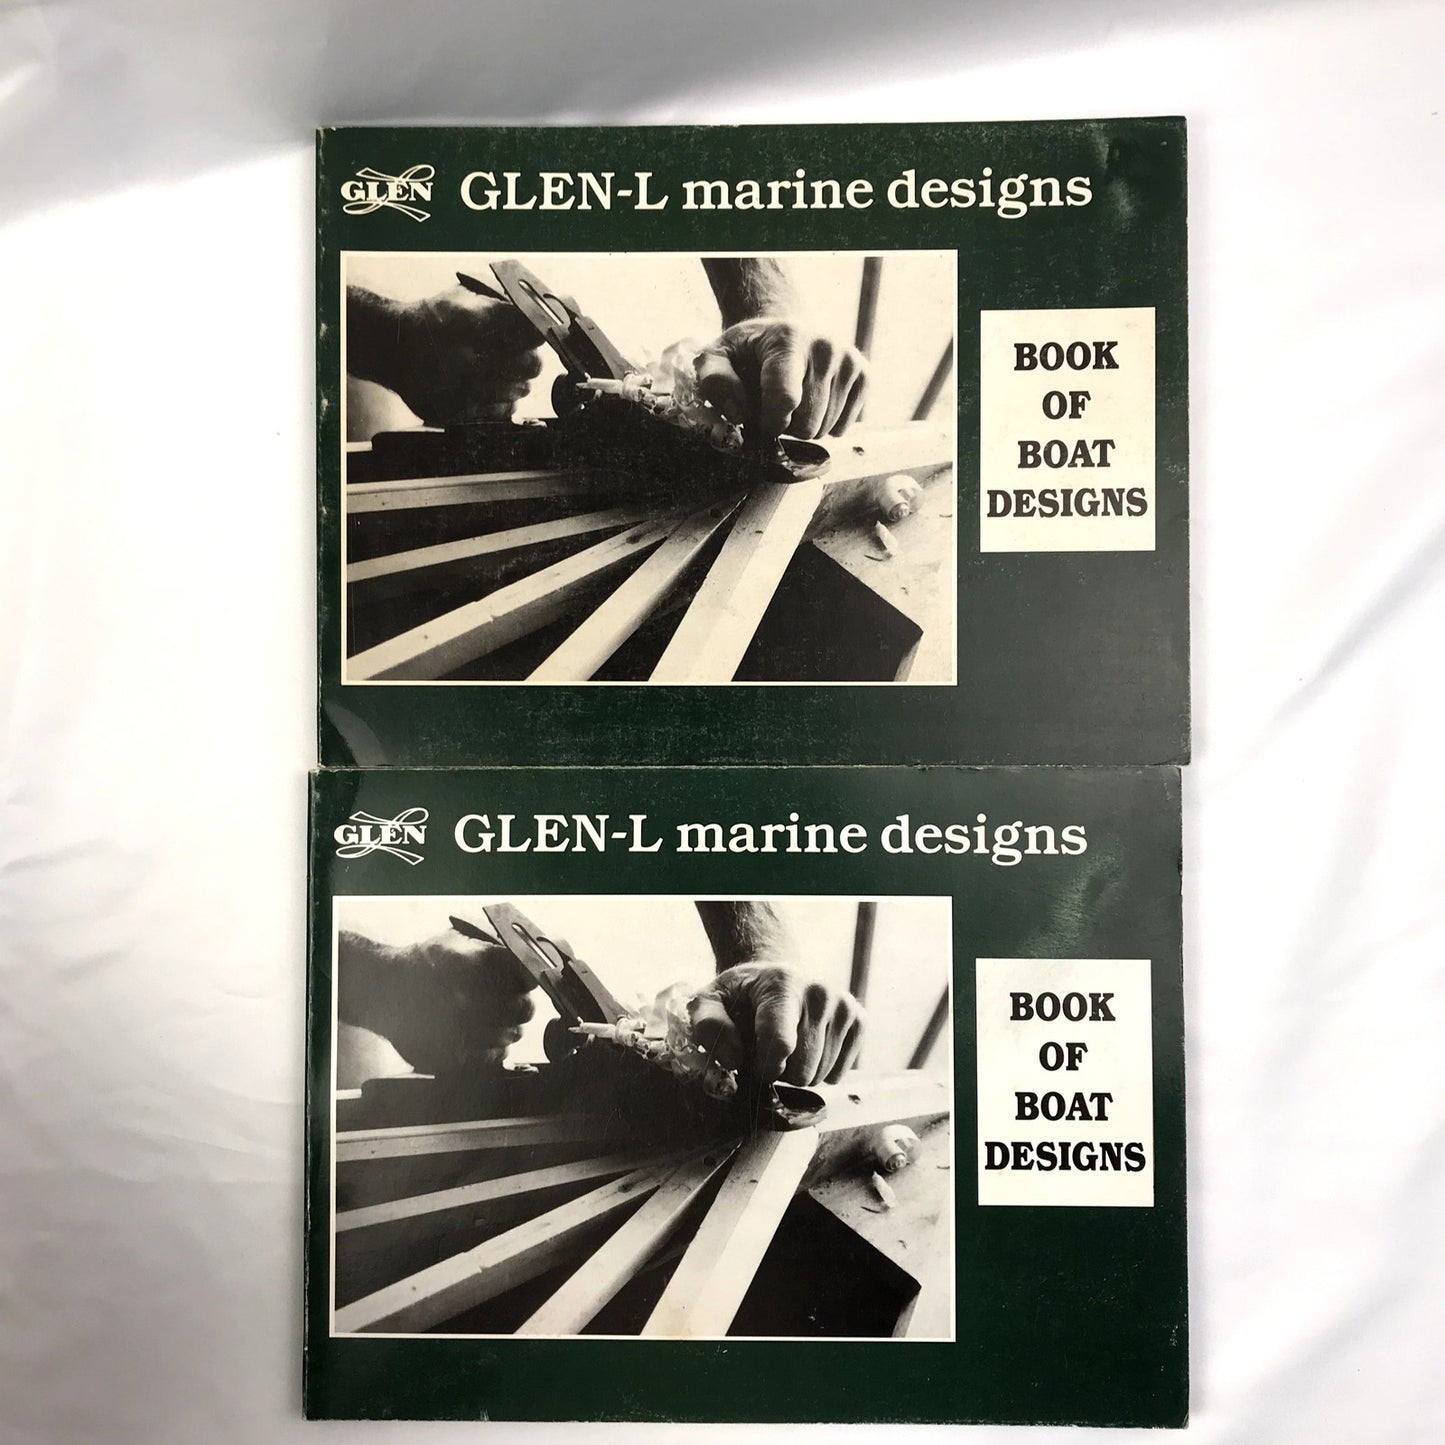 GLEN L GLEN-L marine designs
BOOK
OF
BOAT
DESIGNS
GLEN L GLEN-L marine designs
BOOK
OF
BOAT
DESIGNS